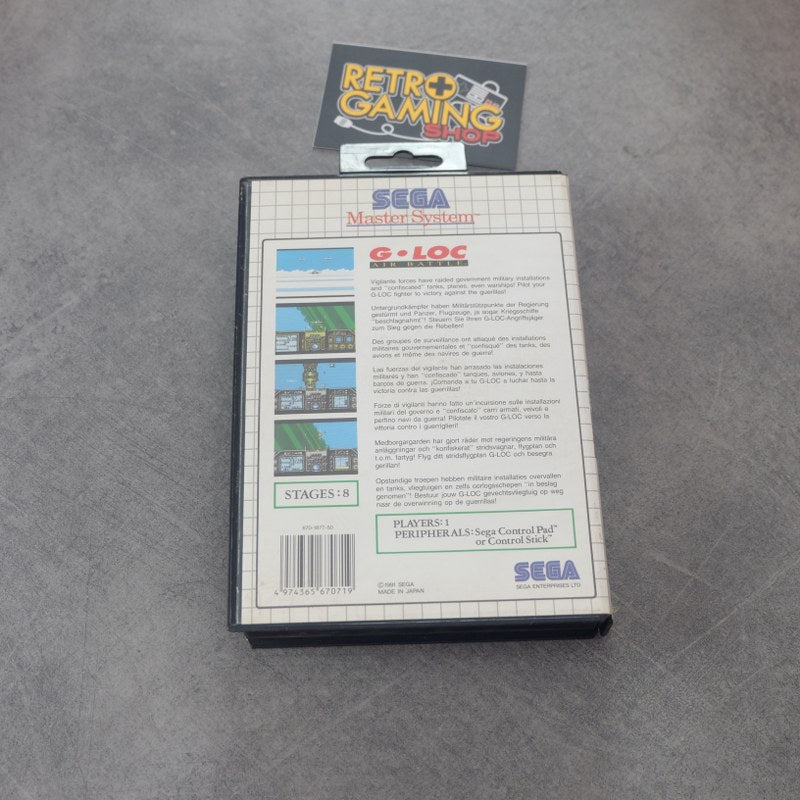 RETRO
GAMING
SHOP
SEGA
Master System™
G•LOC
AIR BATTLE
Vigilante forces have raided government military installations
and "confiscated" tanks, planes, even warships! Pilot your
G-LOC fighter to victory against the guerillas!
Untergrundkämpfer haben Militärstützpunkte der Regierung
gestürmt und Panzer, Flugzeuge, ja sogar Kriegsschiffe
"beschlagnahmt"! Steuern Sie Ihren G-LOC-Angriffsjäger
zum Sieg gegen die Rebellen!
Des groupes de surveillance ont attaqué des installations
militaires gouvernementales et "confisqué" des tanks, des
avions et même des navires de guerra!
Las fuerzas del vigilante han arrasado las instalaciones
militares y han "confiscado" tanques, aviones, y hasta
barcos de guerra. ¡Comanda a tu G-LOC a luchar hasta la
victoria contra las guerrillas!
Forze di vigilanti hanno fatto un'incursione sulle installazioni
militari del governo e "confiscato" carri armati, velivoli e
perfino navi da guerra! Pilotate il vostro G-LOC verso la
vittoria contro i guerriglieri!
Medborgargarden har gjort räder mot regeringens militära
anläggningar och "konfiskerat" stridsvagnar, flygplan och
t.o.m. fartyg! Flyg ditt stridsflygplan G-LOC och besegra
gerillan!
Opstandige troepen hebben militaire installaties overvallen
en tanks, vliegtuigen en zelfs oorlogsschepen "in beslag
genomen"! Bestuur jouw G-LOC gevechtsvliegtuig op weg
naar de overwinning op de guerrillas!
STAGES: 8
PLAYERS: 1
PERIPHERALS: Sega Control Pad™
or Control Stick™
670-1877-50
4 974365 670719
©1991 SEGA
MADE IN JAPAN
SEGA
SEGA ENTERPRISES LTD